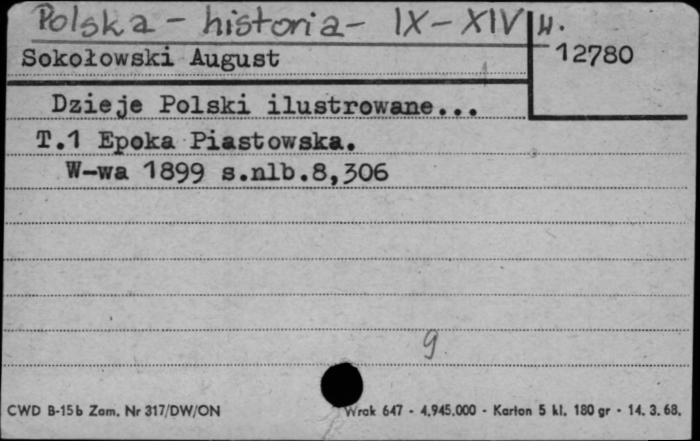 Polska - historia - IX - XIV w.
Sokołowski August
12780
Dzieje Polski ilustrowane...
T.1 Epoka Piastowska.
W-wa 1899 s.nlb.8,306
9
CWD B-15b Zam. Nr 317/DW/ON
Wrak 647 - 4.945.000 - Karton 5 kl. 180 gr - 14. 3. 68.